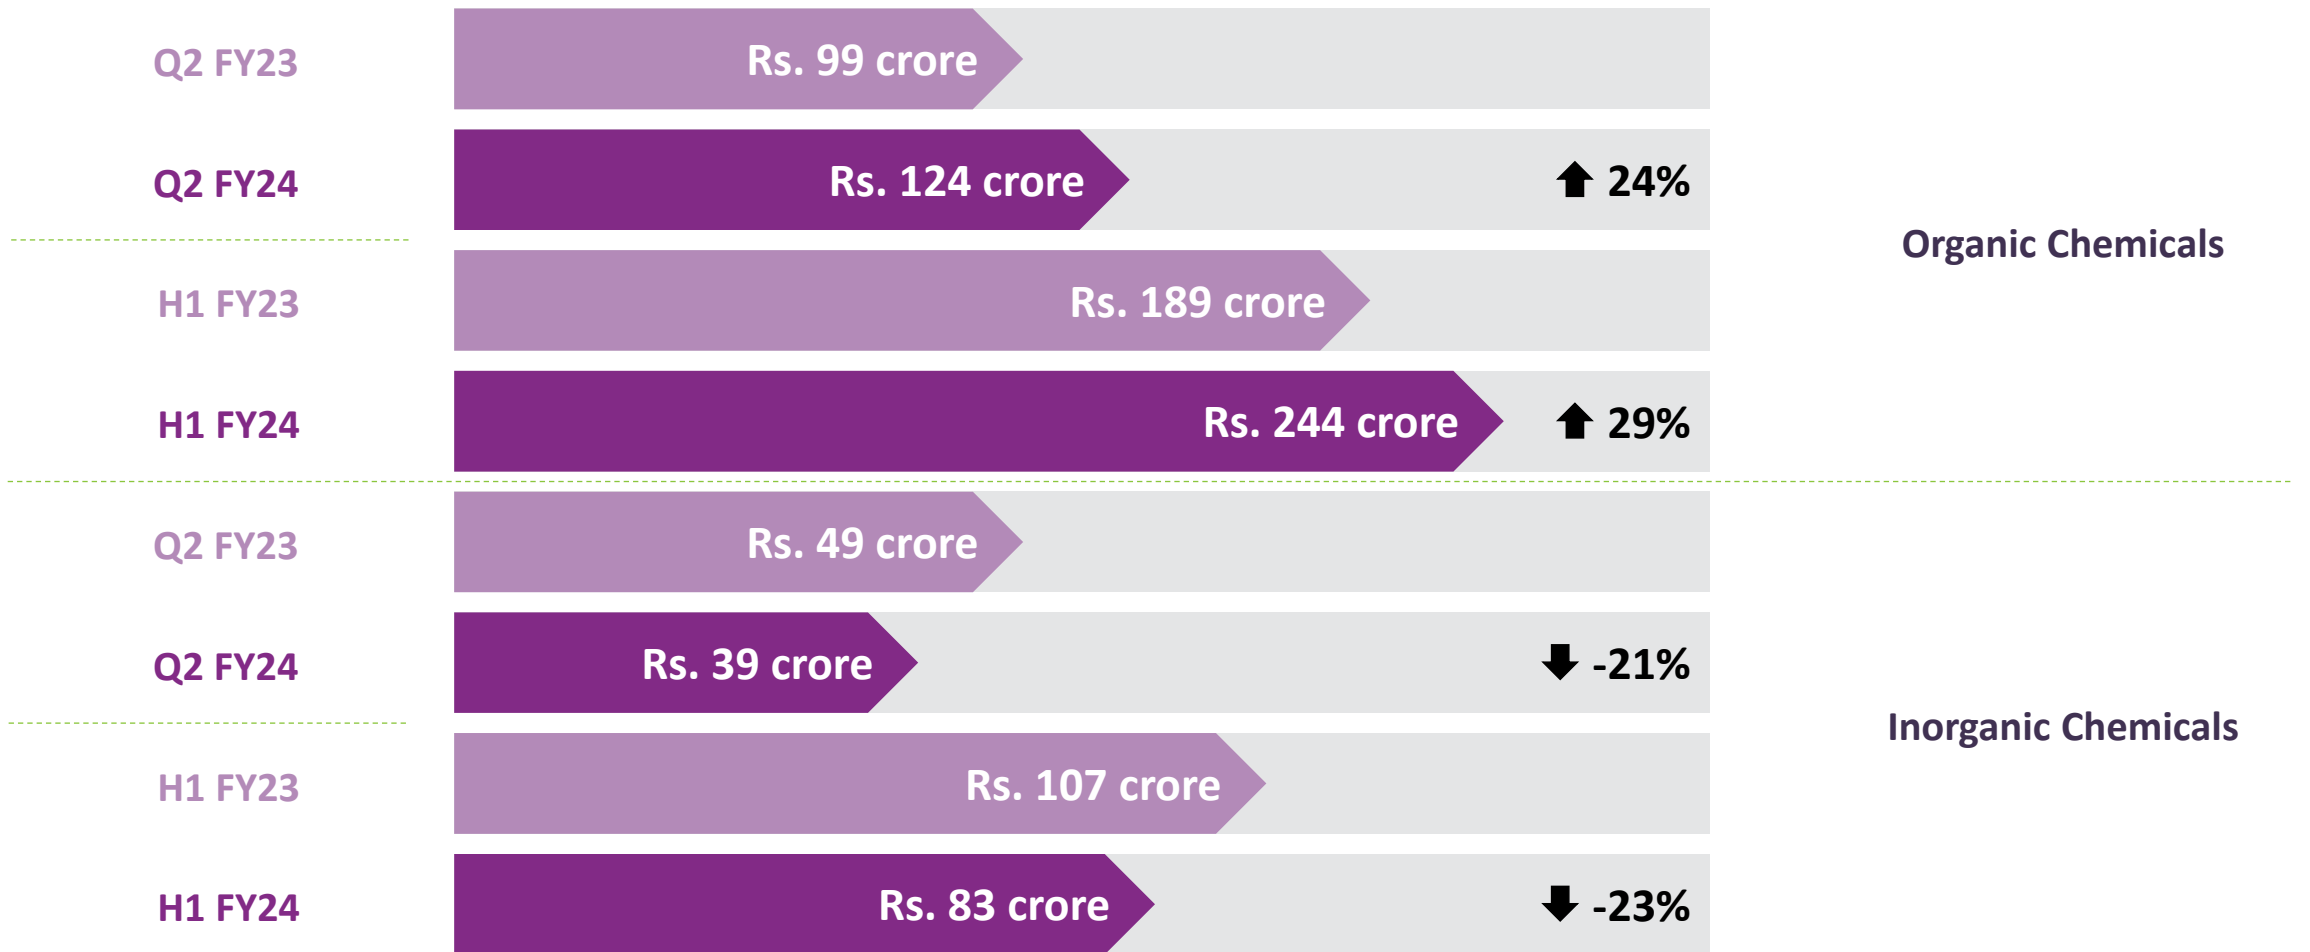 Q2 FY23
Rs. 99 crore
Q2 FY24
Rs. 124 crore
24%
Organic Chemicals
H1 FY23
Rs. 189 crore
H1 FY24
Rs. 244 crore
29%
Q2 FY23
Rs. 49 crore
Q2 FY24
Rs. 39 crore
-21%
Inorganic Chemicals
H1 FY23
Rs. 107 crore
H1 FY24
Rs. 83 crore
-23%